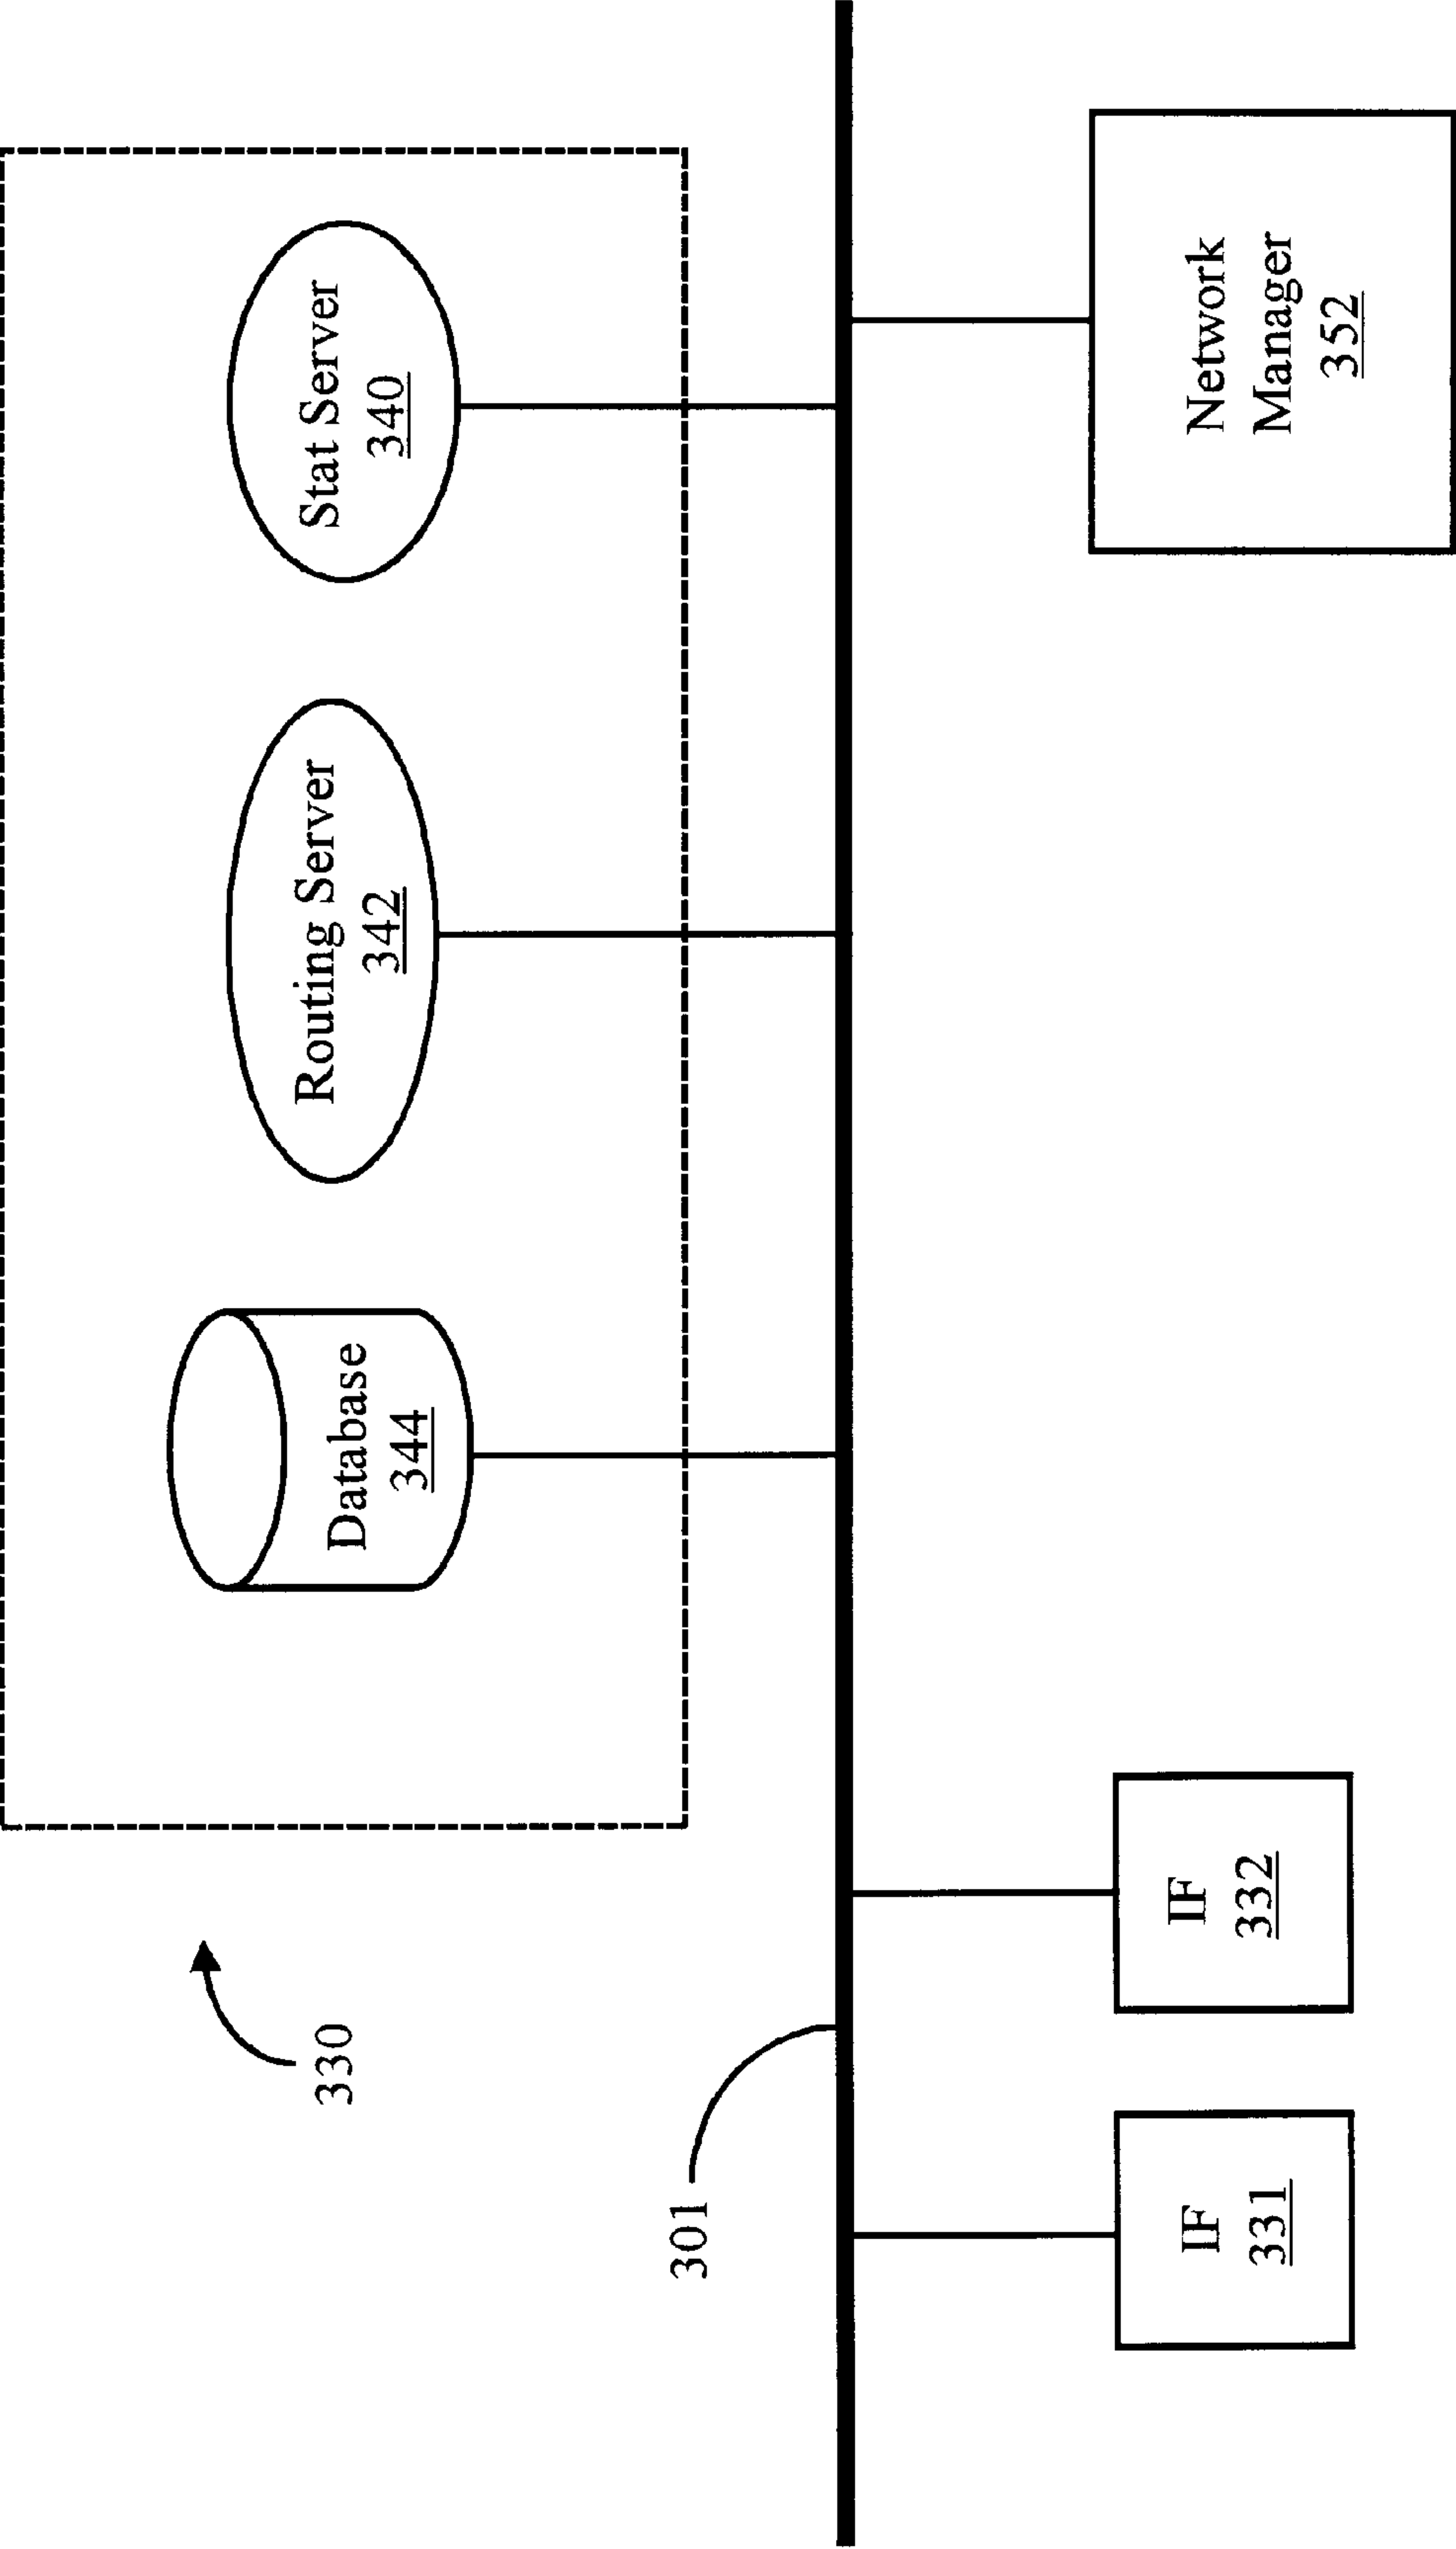 330
Database
344
Routing Server
342
Stat Server
340
301
IF
331
IF
332
Network
Manager
352